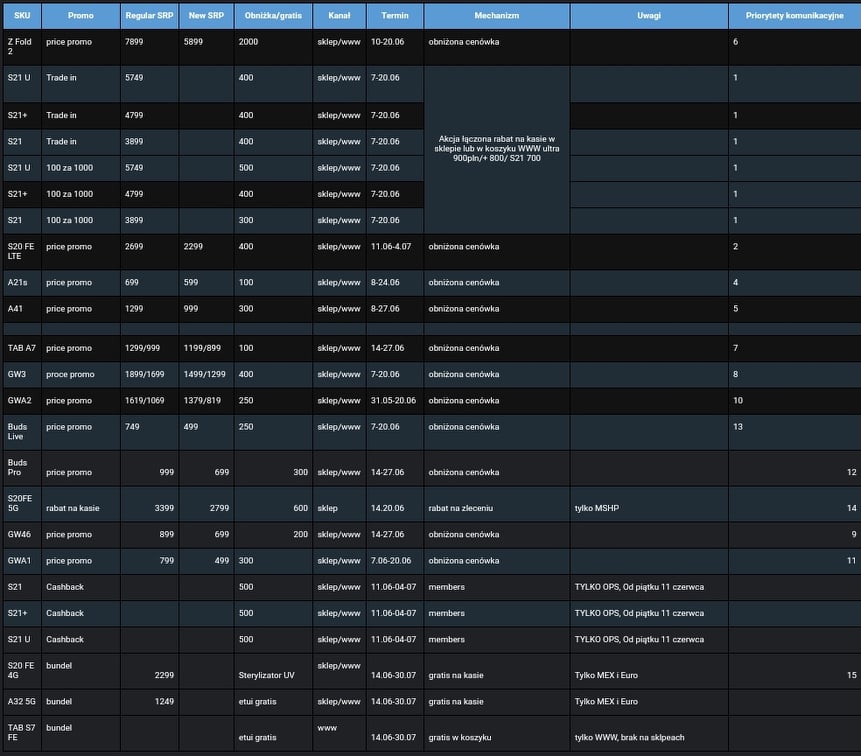 SKU Promo Regular SRP New SRP Obniżka/gratis Kanał Termin Mechanizm Uwagi Priorytety komunikacyjne
Z Fold 2 price promo 7899 5899 2000 sklep/www 10-20.06 obniżona cenówka 6
S21 U Trade in 5749 400 sklep/www 7-20.06 1
S21+ Trade in 4799 400 sklep/www 7-20.06 1
Akcja łączona rabat na kasie w
sklepie lub w koszyku WWW ultra
900pln/+ 800/ S21 700
S21 Trade in 3899 400 sklep/www 7-20.06 1
S21 U 100 za 1000 5749 500 sklep/www 7-20.06 1
S21+ 100 za 1000 4799 400 sklep/www 7-20.06 1
S21 100 za 1000 3899 300 sklep/www 7-20.06 1
S20 FE LTE price promo 2699 2299 400 sklep/www 11.06-4.07 obniżona cenówka 2
A21s price promo 699 599 100 sklep/www 8-24.06 obniżona cenówka 4
A41 price promo 1299 999 300 sklep/www 8-27.06 obniżona cenówka 5
TAB A7 price promo 1299/999 1199/899 100 sklep/www 14-27.06 obniżona cenówka 7
GW3 proce promo 1899/1699 1499/1299 400 sklep/www 7-20.06 obniżona cenówka 8
GWA2 price promo 1619/1069 1379/819 250 sklep/www 31.05-20.06 obniżona cenówka 10
Buds Live price promo 749 499 250 sklep/www 7-20.06 obniżona cenówka 13
Buds Pro price promo 999 699 300 sklep/www 14-27.06 obniżona cenówka 12
S20FE 5G rabat na kasie 3399 2799 600 sklep 14.20.06 rabat na zleceniu tylko MSHP 14
GW46 price promo 899 699 200 sklep/www 14-27.06 obniżona cenówka 9
GWA1 price promo 799 499 300 sklep/www 7.06-20.06 obniżona cenówka 11
S21 Cashback 500 sklep/www 11.06-04-07 members TYLKO OPS, Od piątku 11 czerwca
S21+ Cashback 500 sklep/www 11.06-04-07 members TYLKO OPS, Od piątku 11 czerwca
S21 U Cashback 500 sklep/www 11.06-04-07 members TYLKO OPS, Od piątku 11 czerwca
S20 FE 4G bundel 2299 Sterylizator UV sklep/www 14.06-30.07 gratis na kasie Tylko MEX i Euro 15
A32 5G bundel 1249 etui gratis sklep/www 14.06-30.07 gratis na kasie Tylko MEX i Euro
TAB S7 FE bundel etui gratis www 14.06-30.07 gratis w koszyku tylko WWW, brak na sklpeach